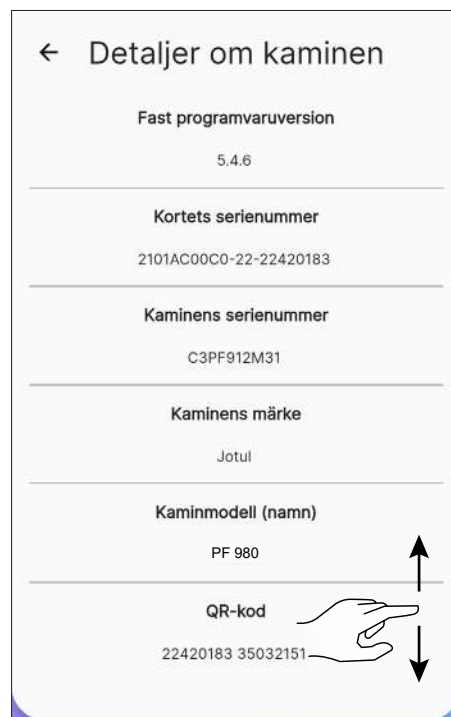 ← Detaljer om kaminen
Fast programvaruversion
5.4.6
Kortets serienummer
2101AC00C0-22-22420183
Kaminens serienummer
C3PF912M31
Kaminens märke
Jotul
Kaminmodell (namn)
PF 980
QR-kod
22420183 35032151